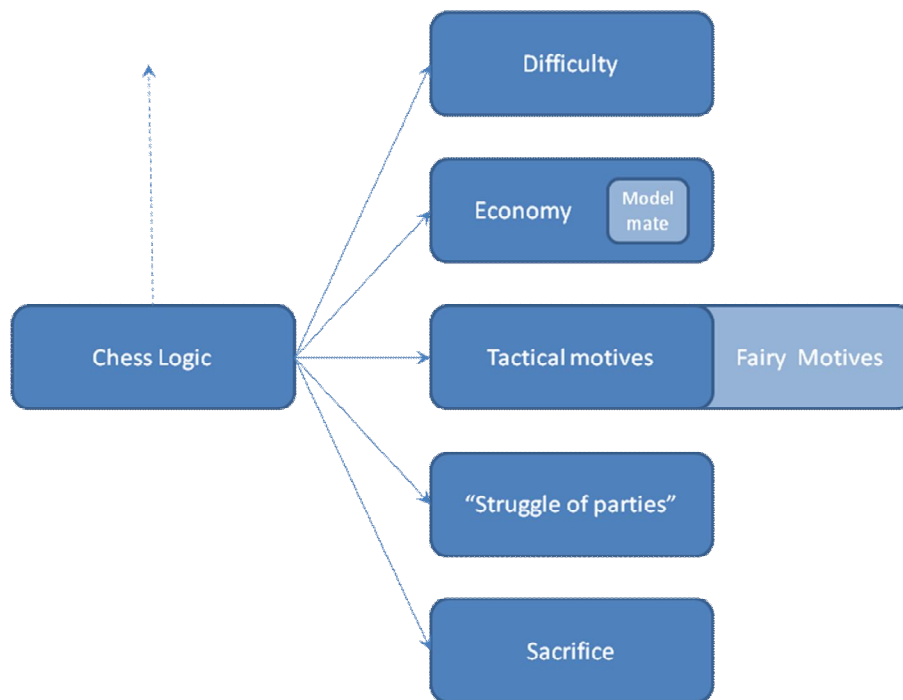 Difficulty
Economy
Model
mate
Chess Logic
Tactical motives
Fairy Motives
“Struggle of parties”
Sacrifice